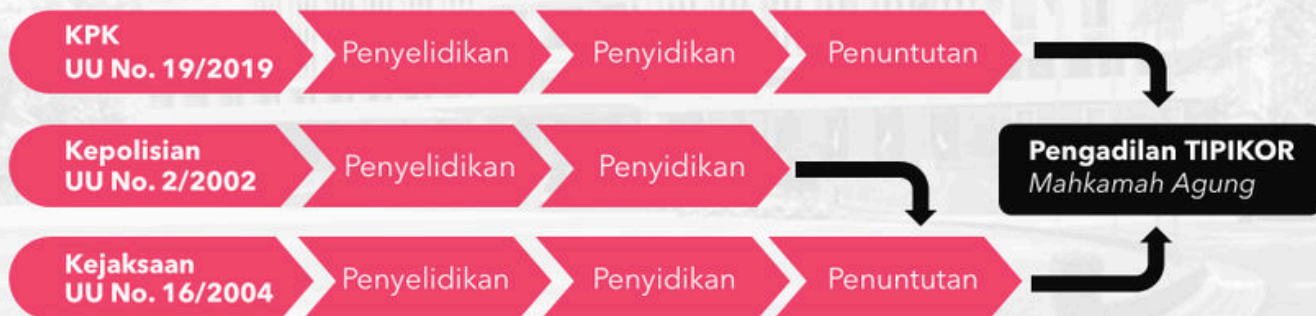 KPK
UU No. 19/2019
Penyelidikan
Penyidikan
Penuntutan
Kepolisian
UU No. 2/2002
Penyelidikan
Penyidikan
Pengadilan TIPIKOR
Mahkamah Agung
Kejaksaan
UU No. 16/2004
Penyelidikan
Penyidikan
Penuntutan